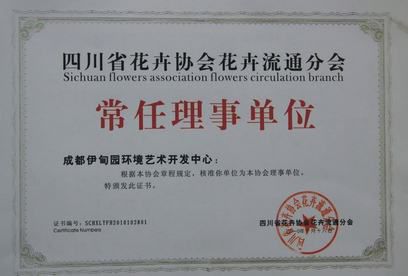 四川省花卉协会花卉流通分会
Sichuan flowers association flowers circulation branch
常任理事单位
成都伊甸园环境艺术开发中心：
根据本协会章程规定，核准你单位为本协会理事单位。
特颁发此证书。
证书编号：SCHXLTFH2010102801
Certificate Numbers
四川省花卉协会花卉流通分会